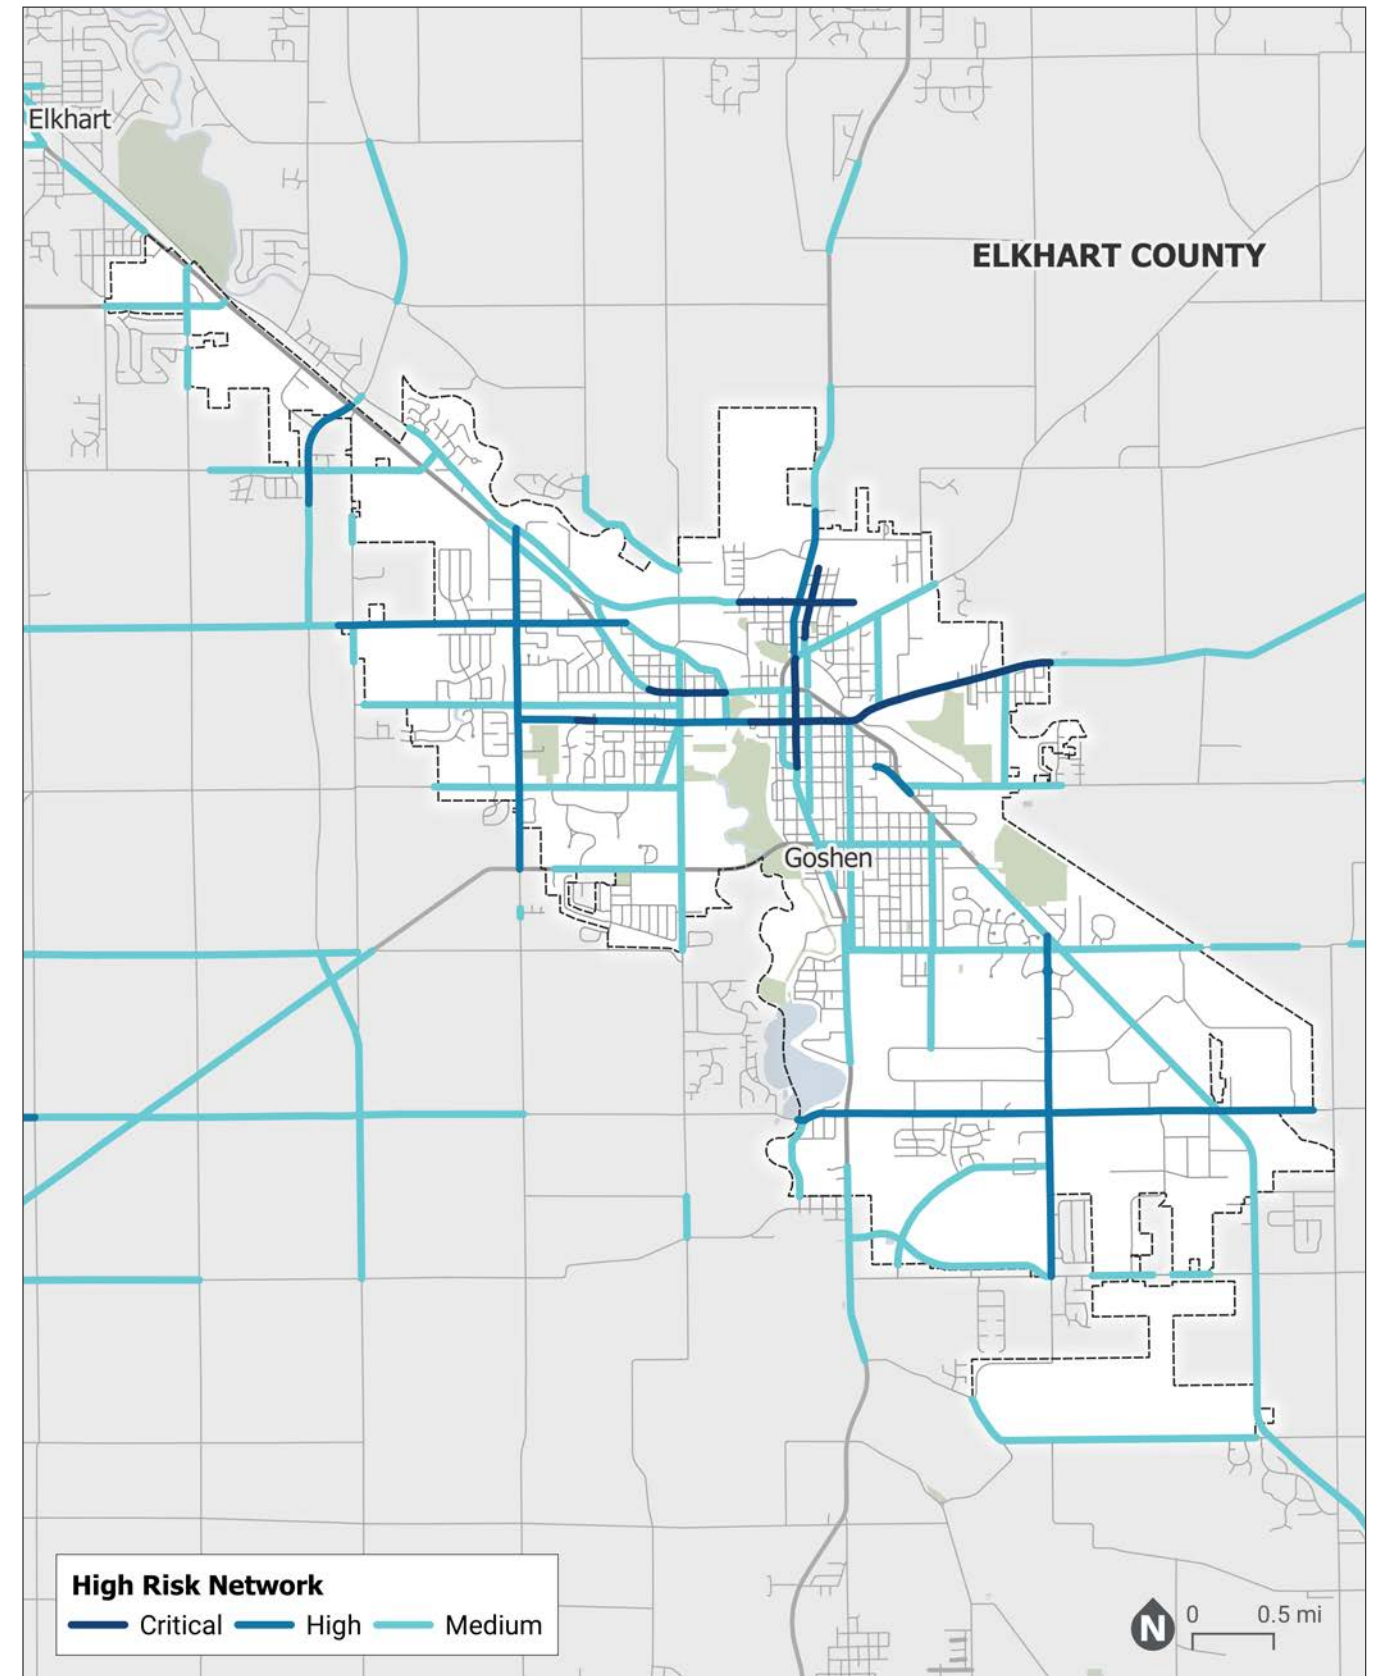 Elkhart
ELKHART COUNTY
Goshen
High Risk Network
Critical
High
Medium
N
0
0.5 mi